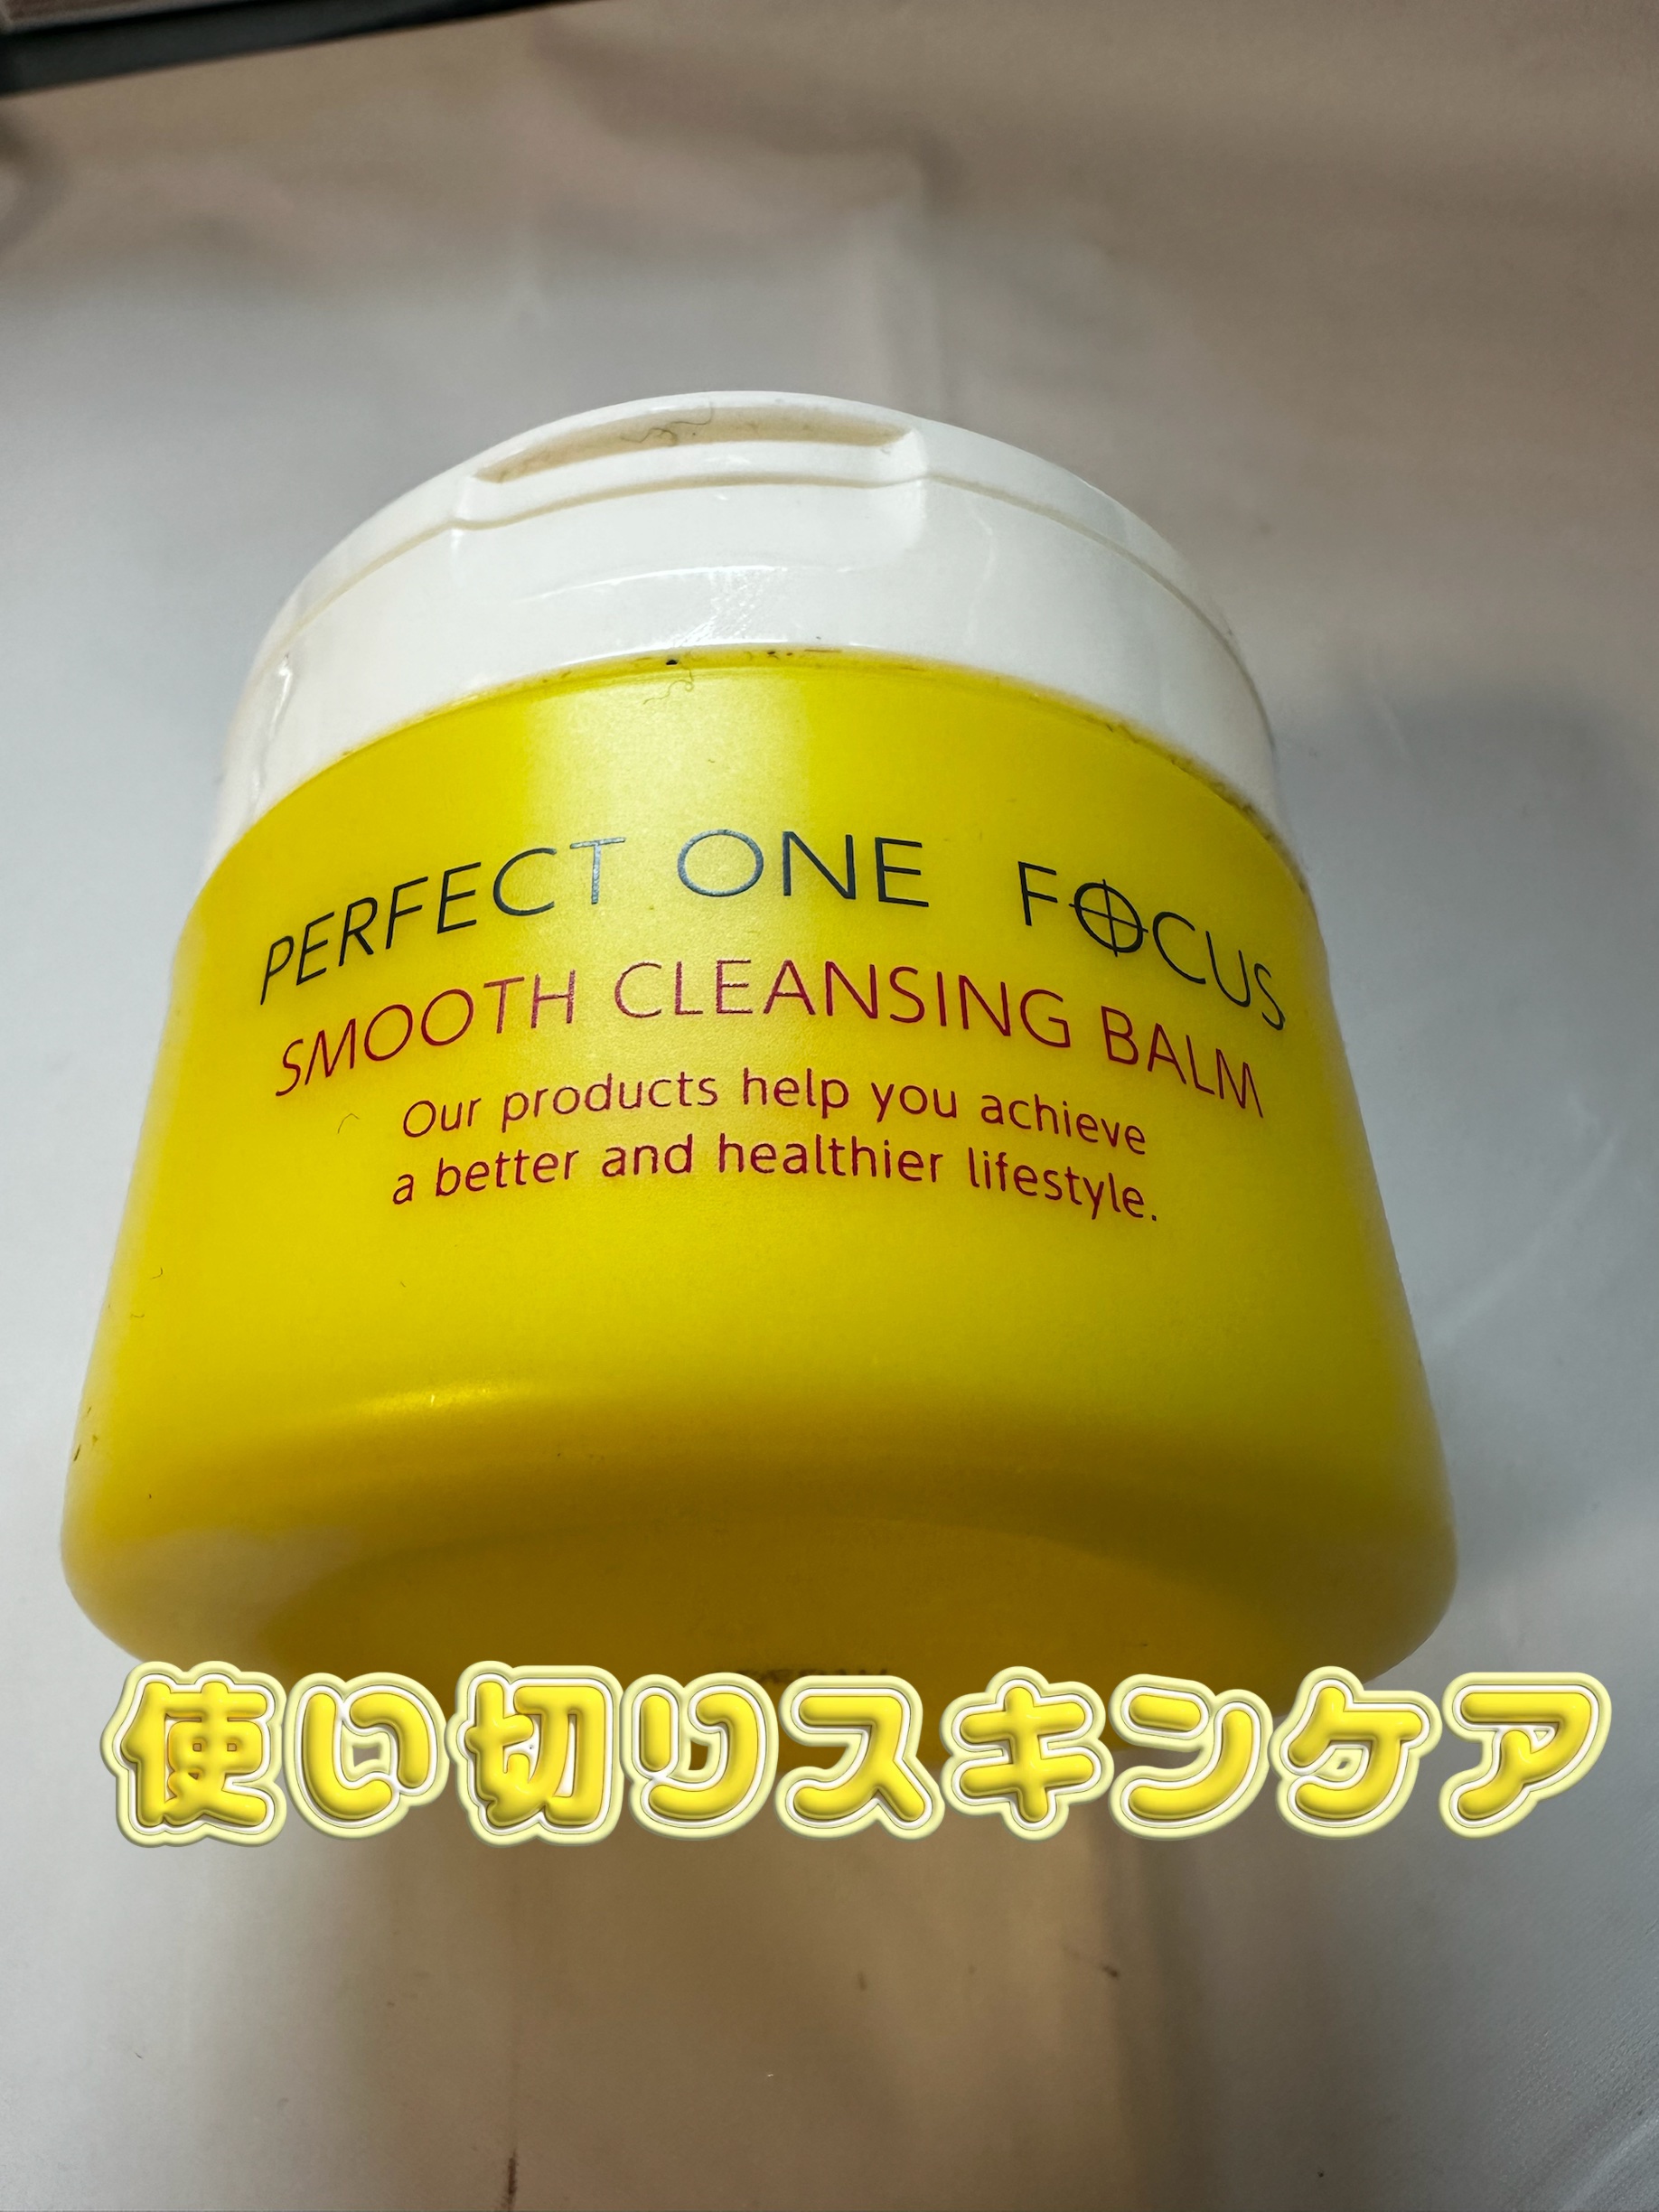 PERFECT ONE FOCUS
SMOOTH CLEANSING BALM
Our products help you achieve
a better and healthier lifestyle.
使い切りスキンケア